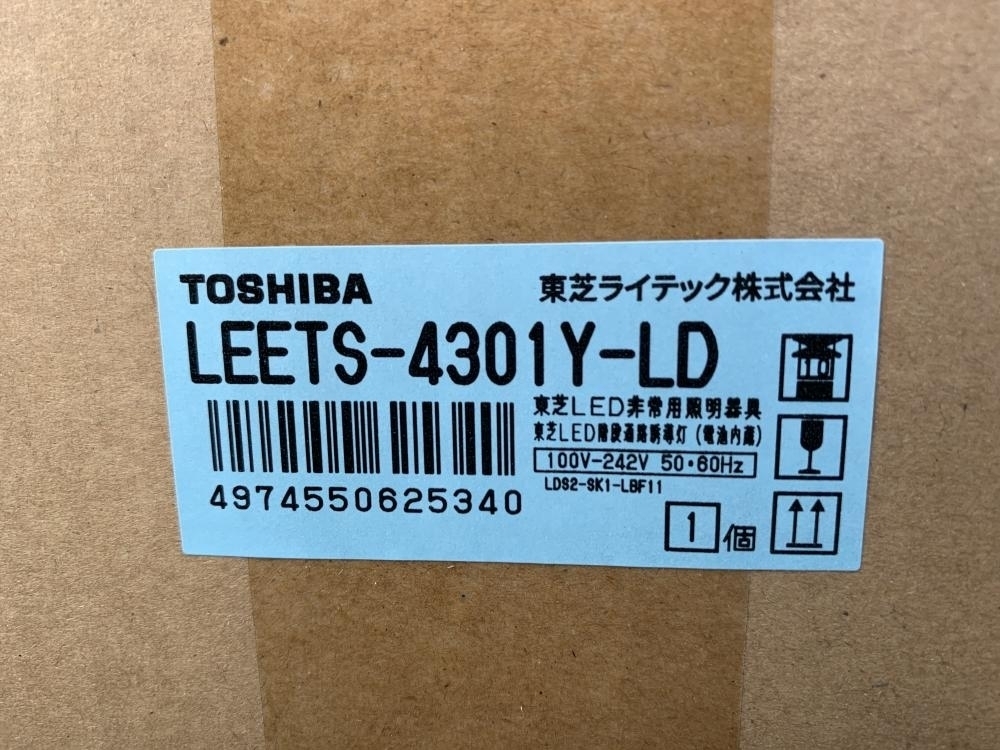 TOSHIBA
東芝ライテック株式会社
LEETS-4301Y-LD
東芝LED非常用照明器具
東芝LED階段通路誘導灯(電池内蔵)
100V-242V 50・60Hz
LDS2-SK1-LBF11
4974550625340
1個